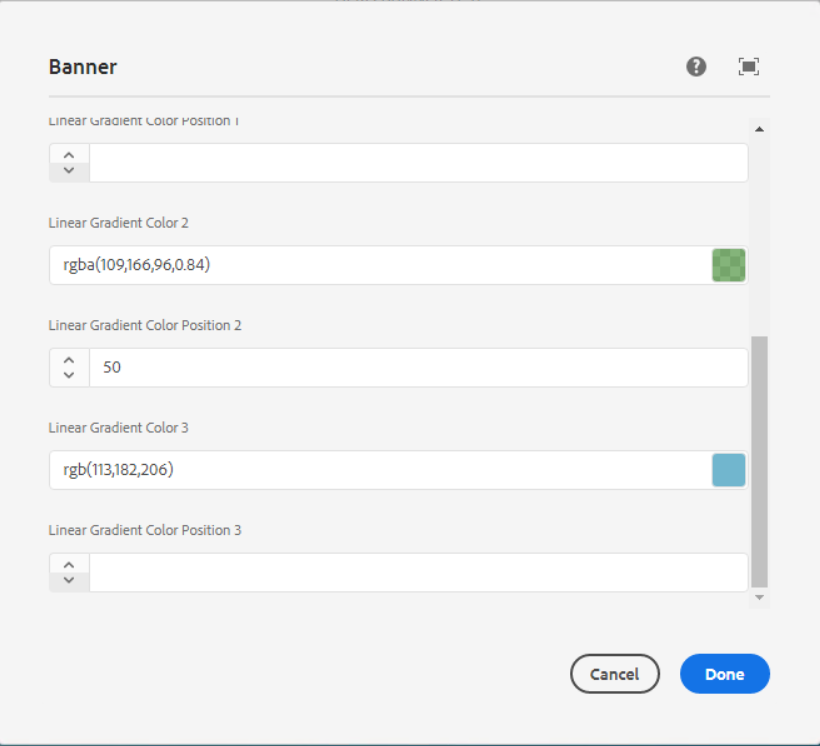 Banner
Linear Gradient Color Position 1
Linear Gradient Color 2
rgba(109,166,96,0.84)
Linear Gradient Color Position 2
50
Linear Gradient Color 3
rgb(113,182,206)
Linear Gradient Color Position 3
Cancel Done